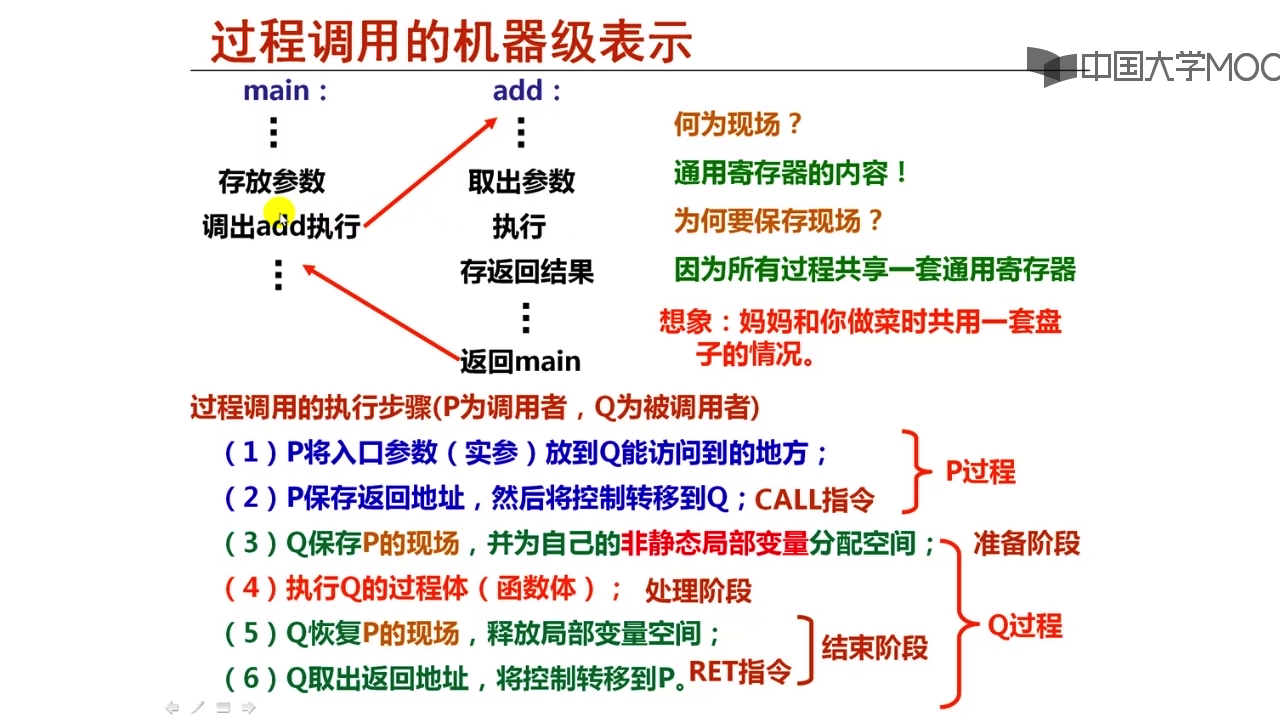 过程调用的机器级表示
中国大学MOO
main：
add：
存放参数
调出add执行
取出参数
执行
存返回结果
返回main
何为现场？
通用寄存器的内容！
为何要保存现场？
因为所有过程共享一套通用寄存器
想象：妈妈和你做菜时共用一套盘
子的情况。
过程调用的执行步骤(P为调用者，Q为被调用者)
（1）P将入口参数（实参）放到Q能访问到的地方；
（2）P保存返回地址，然后将控制转移到Q；CALL指令
P过程
（3）Q保存P的现场，并为自己的非静态局部变量分配空间； 准备阶段
（4）执行Q的过程体（函数体）； 处理阶段
（5）Q恢复P的现场，释放局部变量空间；
（6）Q取出返回地址，将控制转移到P。RET指令
结束阶段
Q过程